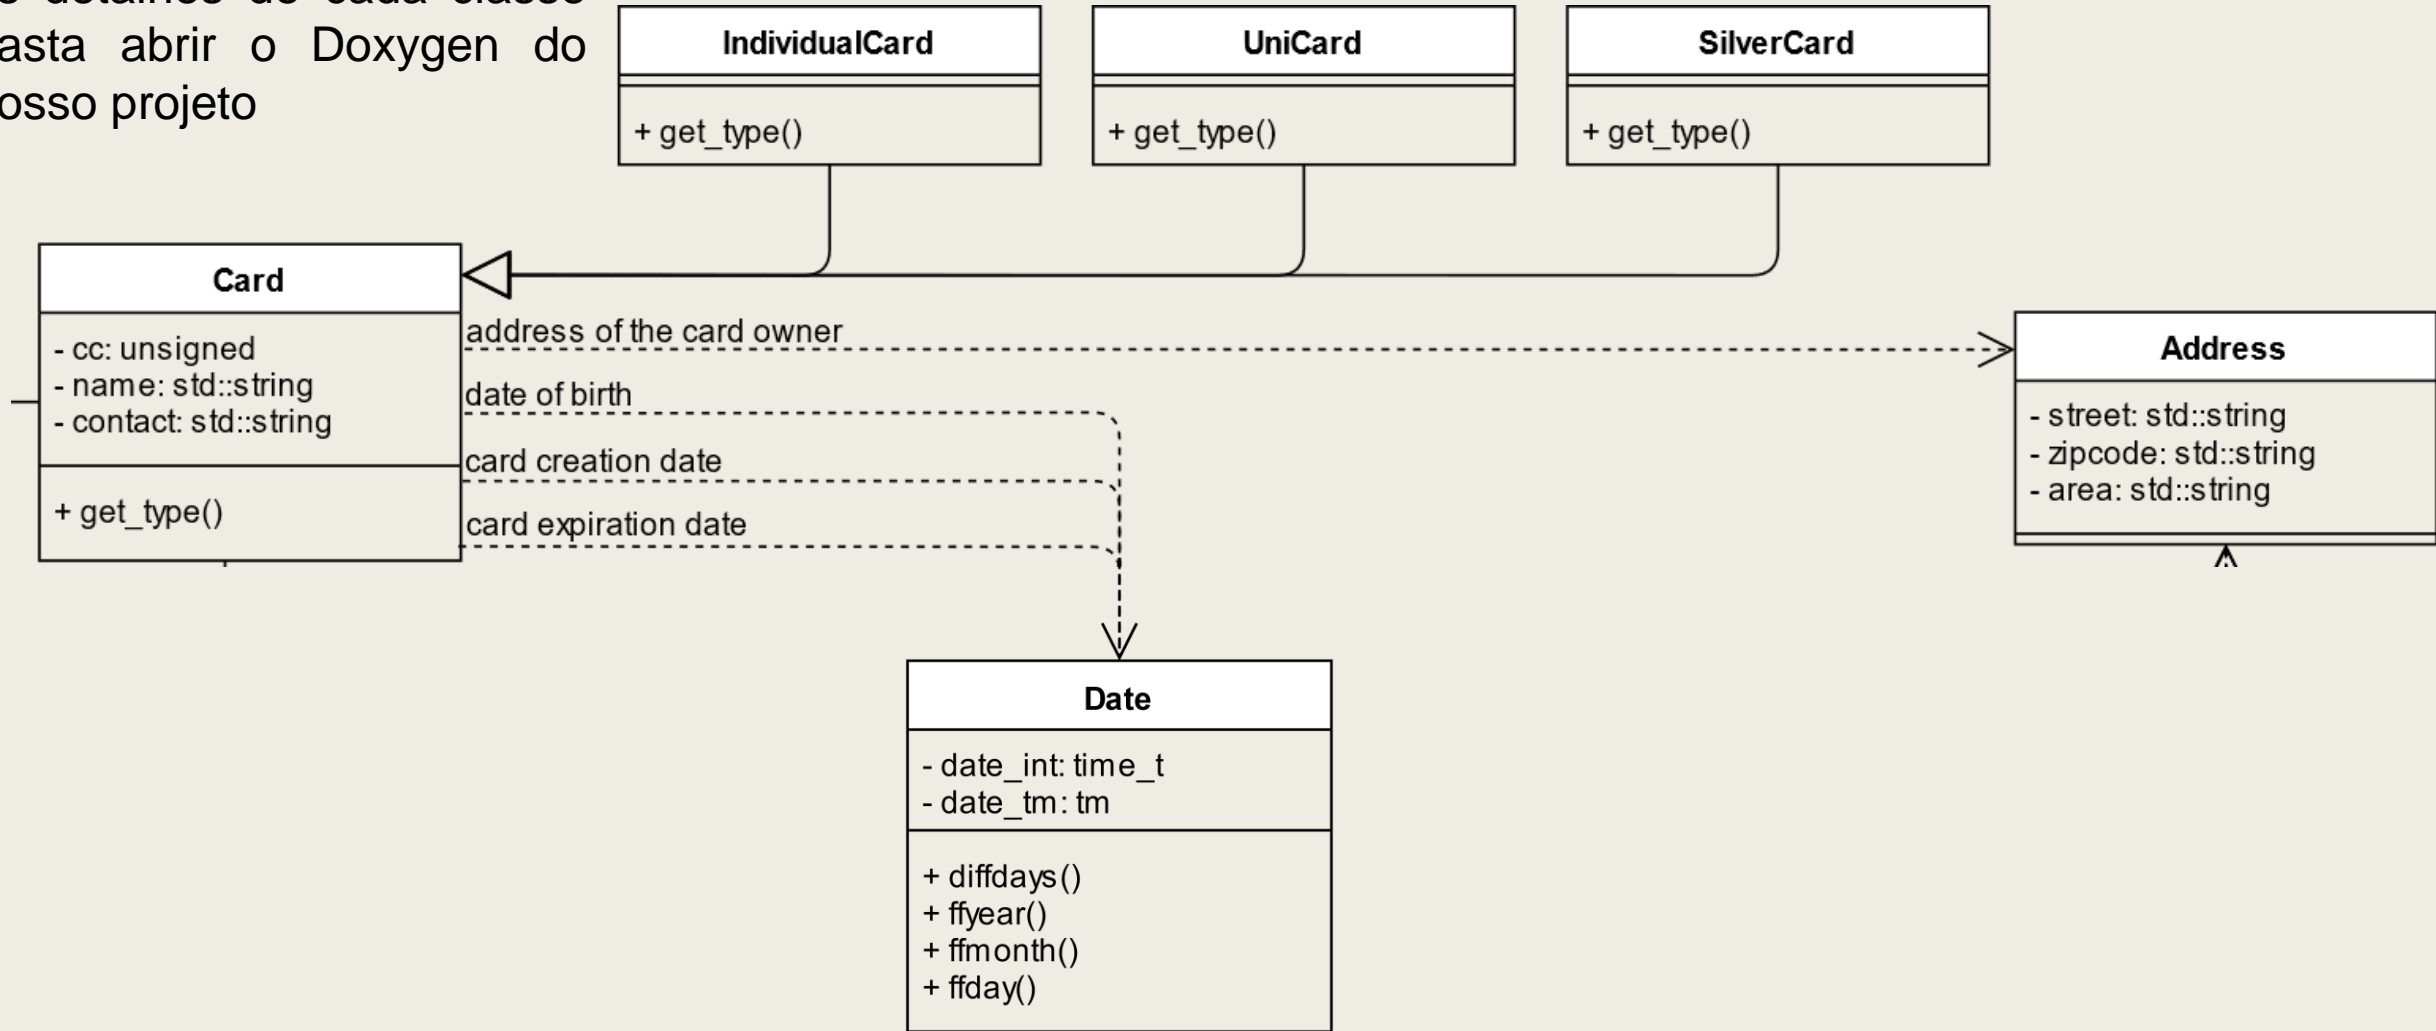 asta abrir o Doxygen do
osso projeto
IndividualCard
+ get_type()
UniCard
+ get_type()
SilverCard
+ get_type()
Card
- cc: unsigned
- name: std::string
- contact: std::string
+ get_type()
address of the card owner
date of birth
card creation date
card expiration date
Address
- street: std::string
- zipcode: std::string
- area: std::string
Date
- date_int: time_t
- date_tm: tm
+ diffdays()
+ ffyear()
+ ffmonth()
+ ffday()